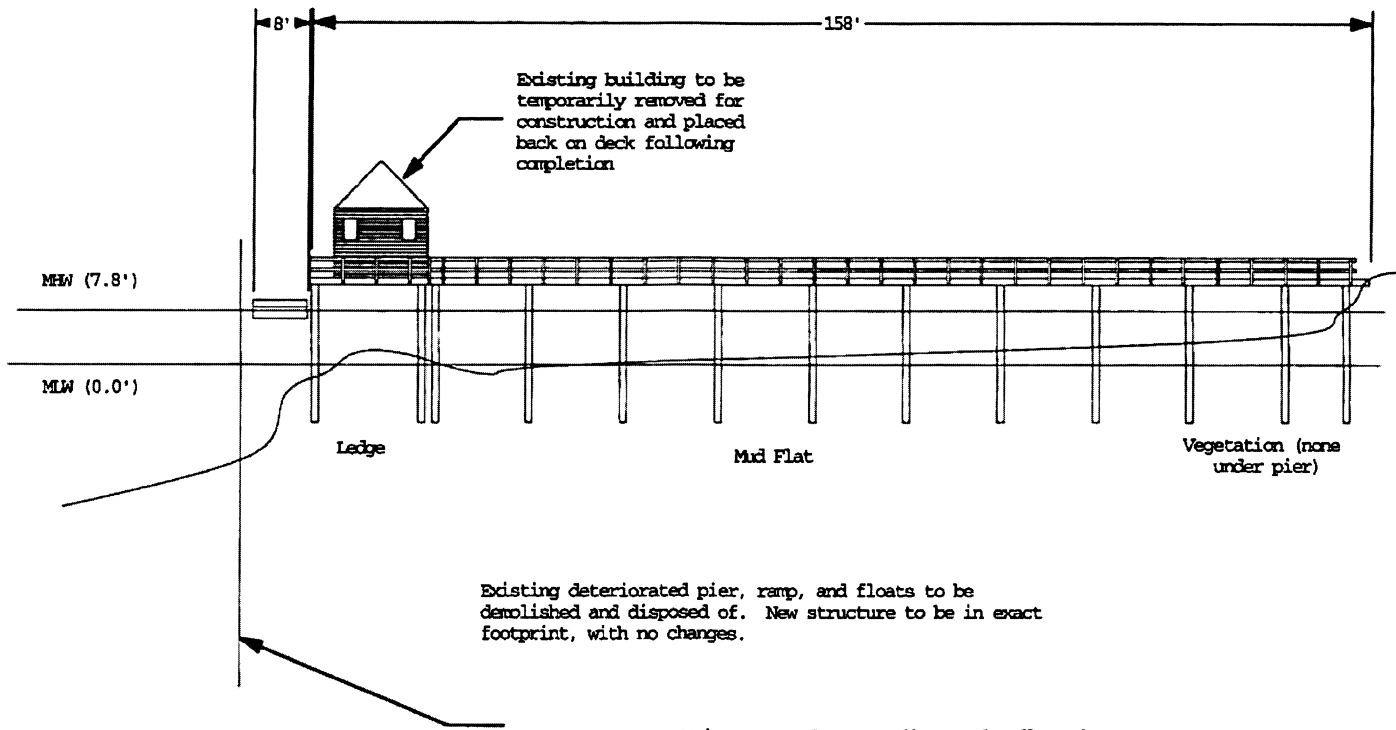 8'
158'
Existing building to be
temporarily removed for
construction and placed
back on deck following
completion
MHW (7.8')
MLW (0.0')
Ledge
Mud Flat
Vegetation (none
under pier)
Existing deteriorated pier, ramp, and floats to be
demolished and disposed of. New structure to be in exact
footprint, with no changes.